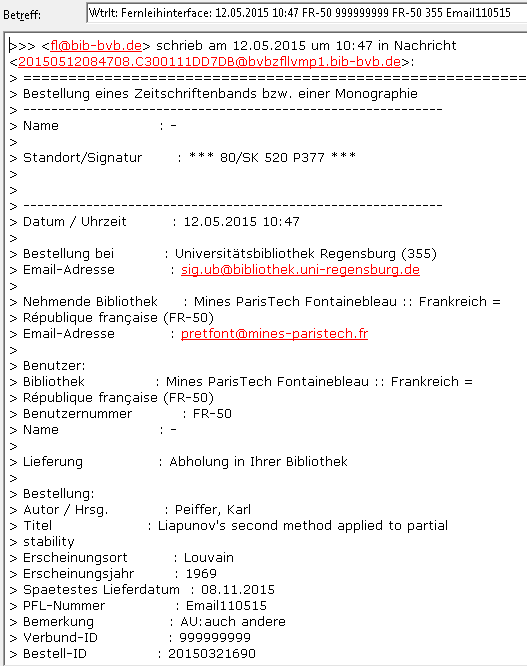 Betreff: Wtrlt: Fernleihinterface: 12.05.2015 10:47 FR-50 999999999 FR-50 355 Email110515
>>> <fl@bib-bvb.de> schrieb am 12.05.2015 um 10:47 in Nachricht
<20150512084708.C300111DD7DB@bvbzfllvmp1.bib-bvb.de>:
> ==========================================================
> Bestellung eines Zeitschriftenbands bzw. einer Monographie
> ----------------------------------------------------------
> Name : -
>
> Standort/Signatur : *** 80/SK 520 P377 ***
>
>
> ----------------------------------------------------------
> Datum / Uhrzeit : 12.05.2015 10:47
>
> Bestellung bei : Universitätsbibliothek Regensburg (355)
> Email-Adresse : sig.ub@bibliothek.uni-regensburg.de
>
> Nehmende Bibliothek : Mines ParisTech Fontainebleau :: Frankreich =
> République française (FR-50)
> Email-Adresse : pretfont@mines-paristech.fr
>
> Benutzer:
> Bibliothek : Mines ParisTech Fontainebleau :: Frankreich =
> République française (FR-50)
> Benutzernummer : FR-50
> Name : -
>
> Lieferung : Abholung in Ihrer Bibliothek
>
> Bestellung:
> Autor / Hrsg. : Peiffer, Karl
> Titel : Liapunov's second method applied to partial
> stability
> Erscheinungsort : Louvain
> Erscheinungsjahr : 1969
> Spaetestes Lieferdatum : 08.11.2015
> PFL-Nummer : Email110515
> Bemerkung : AU:auch andere
> Verbund-ID : 999999999
> Bestell-ID : 20150321690